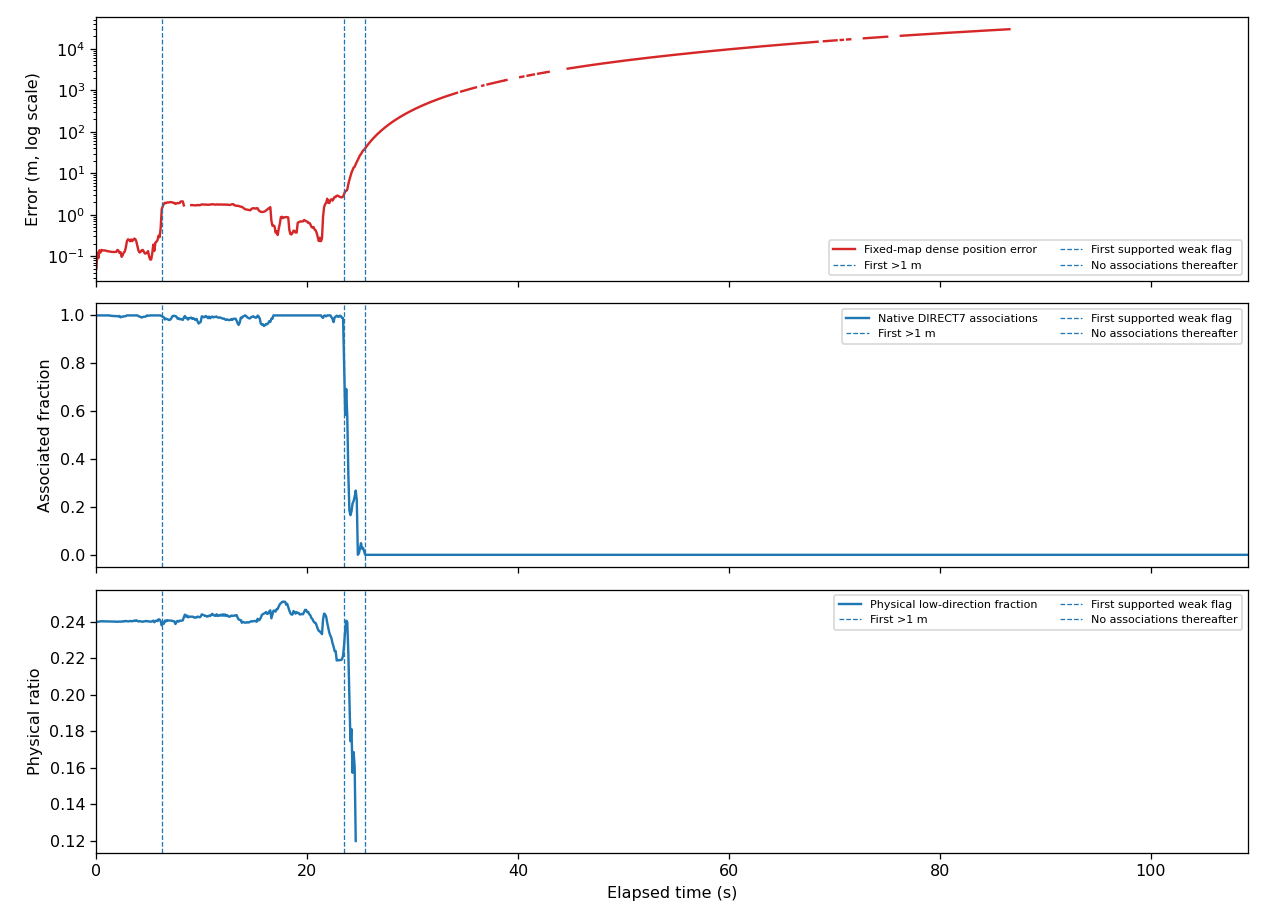 10⁴
10³
10²
10¹
10⁰
10⁻¹
Error (m, log scale)
Fixed-map dense position error
First >1 m
First supported weak flag
No associations thereafter
1.0
0.8
0.6
0.4
0.2
0.0
Associated fraction
Native DIRECT7 associations
First >1 m
First supported weak flag
No associations thereafter
0.24
0.22
0.20
0.18
0.16
0.14
0.12
Physical ratio
Physical low-direction fraction
First >1 m
First supported weak flag
No associations thereafter
0 20 40 60 80 100
Elapsed time (s)